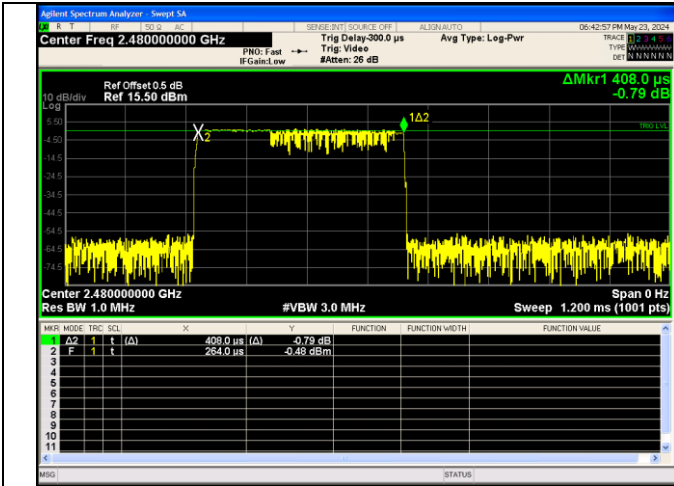 Agilent Spectrum Analyzer - Swept SA
R T RF 50 Ω AC SENSE:INT SOURCE OFF ALIGN AUTO 06:42:57 PM May 23, 2024
Center Freq 2.480000000 GHz Trig Delay-300.0 µs Avg Type: Log-Pwr TRACE 1 2 3 4 5 6
PNO: Fast Trig: Video TYPE
IFGain:Low #Atten: 26 dB DET N N N N N N
ΔMkr1 408.0 µs
Ref Offset 0.5 dB -0.79 dB
10 dB/div Ref 15.50 dBm
Log
5.50 1Δ2
TRIG LVL
-4.50 X2
-14.5
-24.5
-34.5
-44.5
-54.5
-64.5
-74.5
Center 2.480000000 GHz Span 0 Hz
Res BW 1.0 MHz #VBW 3.0 MHz Sweep 1.200 ms (1001 pts)
MKR MODE TRC SCL X Y FUNCTION FUNCTION WIDTH FUNCTION VALUE
1 Δ2 1 t (Δ) 408.0 µs (Δ) -0.79 dB
2 F 1 t 264.0 µs -0.48 dBm
3
4
5
6
7
8
9
10
11
MSG STATUS